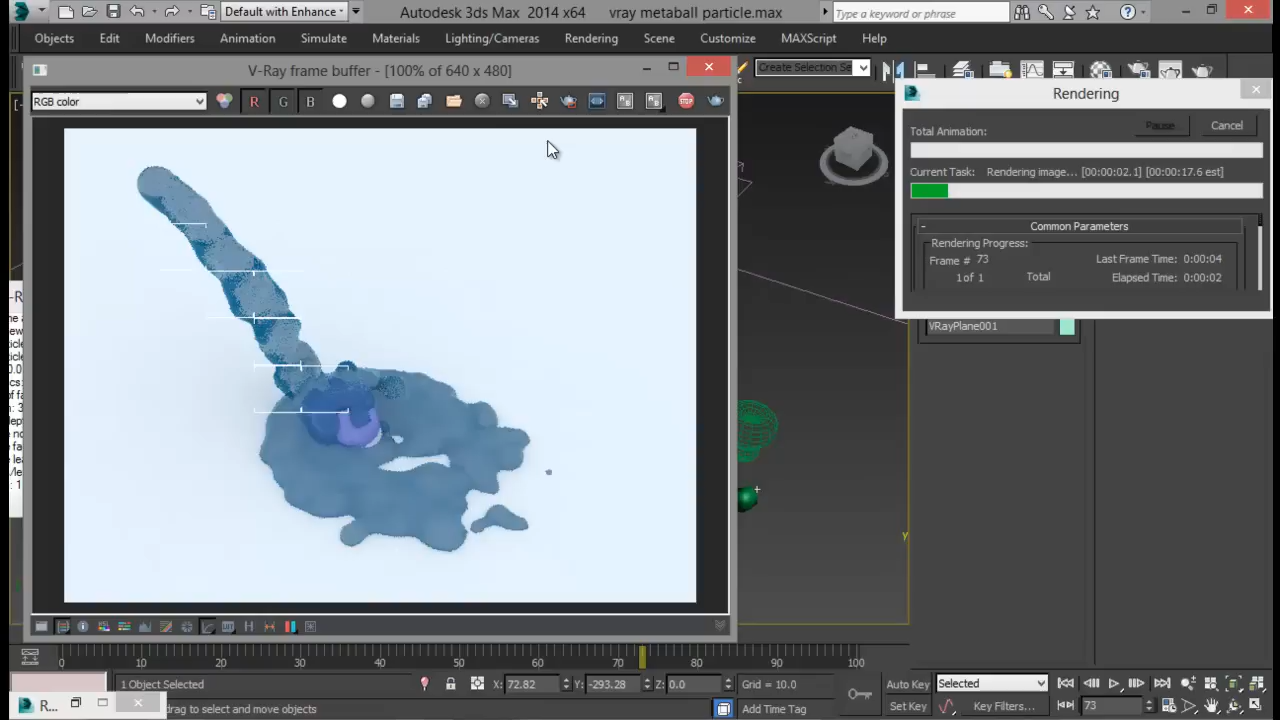 Default with Enhance
Autodesk 3ds Max 2014 x64
vray metaball particle.max
Type a keyword or phrase
Objects
Edit
Modifiers
Animation
Simulate
Materials
Lighting/Cameras
Rendering
Scene
Customize
MAXScript
Help
V-Ray frame buffer - [100% of 640 x 480]
Create Selection Se
RGB color
R
G
B
STOP
Rendering
Total Animation:
Pause
Cancel
Current Task: Rendering image... [00:00:02.1] [00:00:17.6 est]
Common Parameters
Rendering Progress:
Frame # 73
Last Frame Time: 0:00:04
1 of 1
Total
Elapsed Time: 0:00:02
VRayPlane001
y
0 10 20 30 40 50 60 70 80 90 100
1 Object Selected
X: 72.82
Y: -293.28
Z: 0.0
Grid = 10.0
Auto Key
Selected
R...
drag to select and move objects
Add Time Tag
Set Key
Key Filters...
73